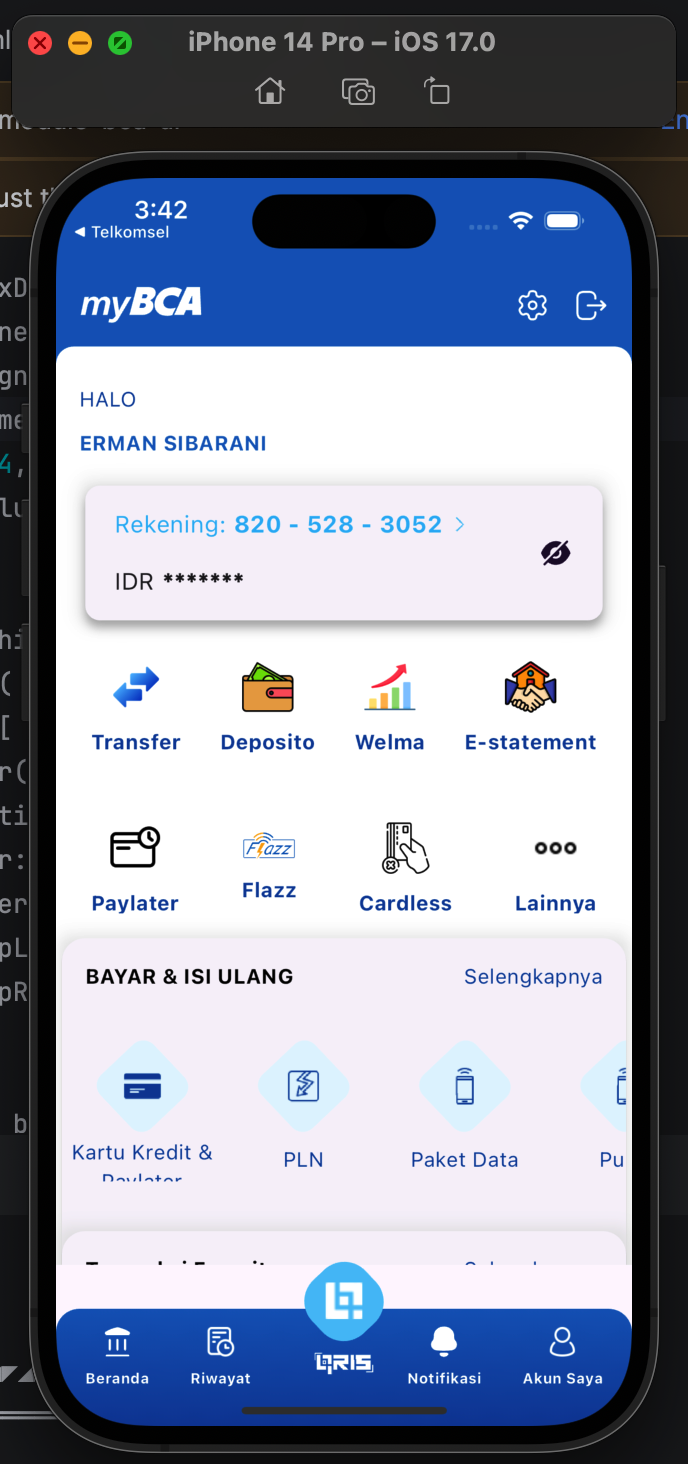 iPhone 14 Pro – iOS 17.0
ust t
3:42
◀ Telkomsel
myBCA
HALO
ERMAN SIBARANI
Rekening: 820 - 528 - 3052 >
IDR *******
Transfer Deposito Welma E-statement
Paylater Flazz Cardless Lainnya
Flazz
BAYAR & ISI ULANG Selengkapnya
Kartu Kredit & PLN Paket Data Pu
Paylater
QRIS
Beranda Riwayat Notifikasi Akun Saya